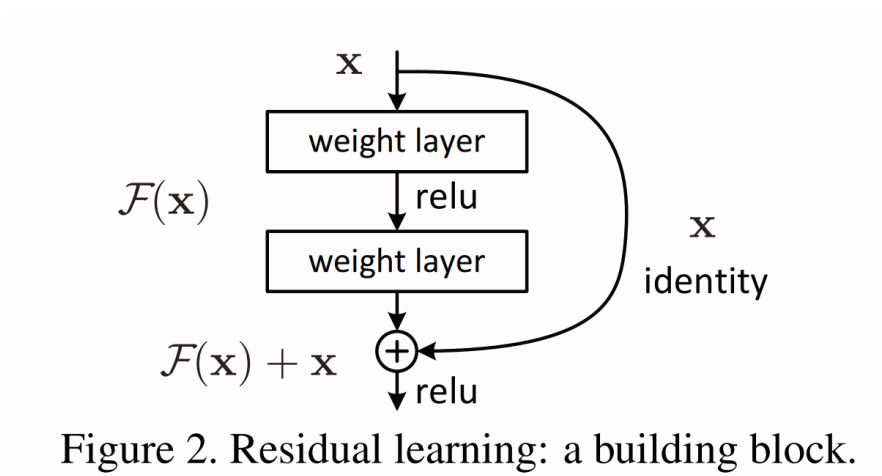 x
weight layer
relu
F(x)
weight layer
x
identity
F(x) + x
relu
Figure 2. Residual learning: a building block.